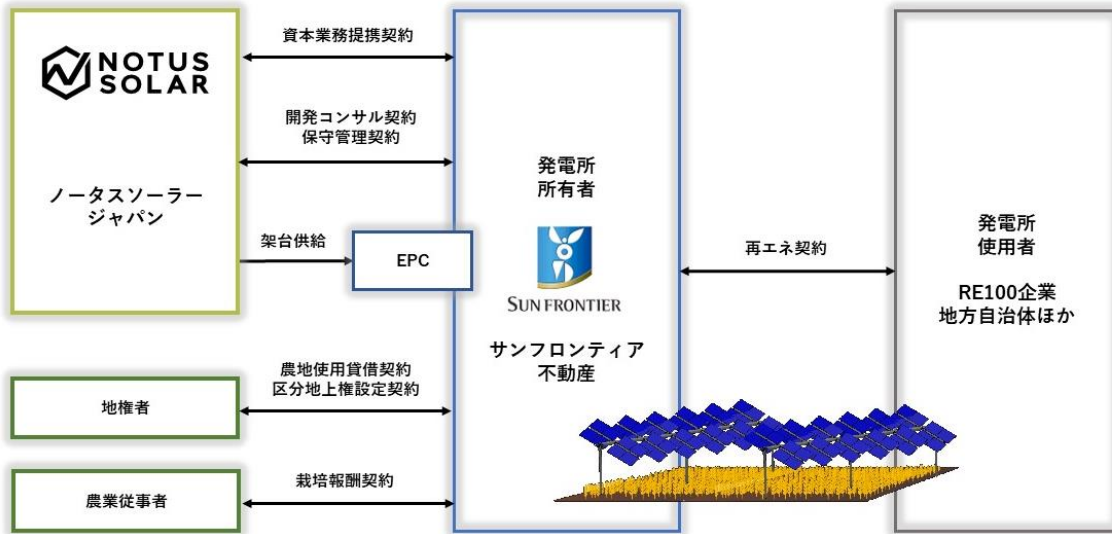 NOTUS
SOLAR
ノータスソーラー
ジャパン
資本業務提携契約
開発コンサル契約
保守管理契約
架台供給
EPC
地権者
農地使用貸借契約
区分地上権設定契約
農業従事者
栽培報酬契約
発電所
所有者
SUN FRONTIER
サンフロンティア
不動産
再エネ契約
発電所
使用者
RE100企業
地方自治体ほか